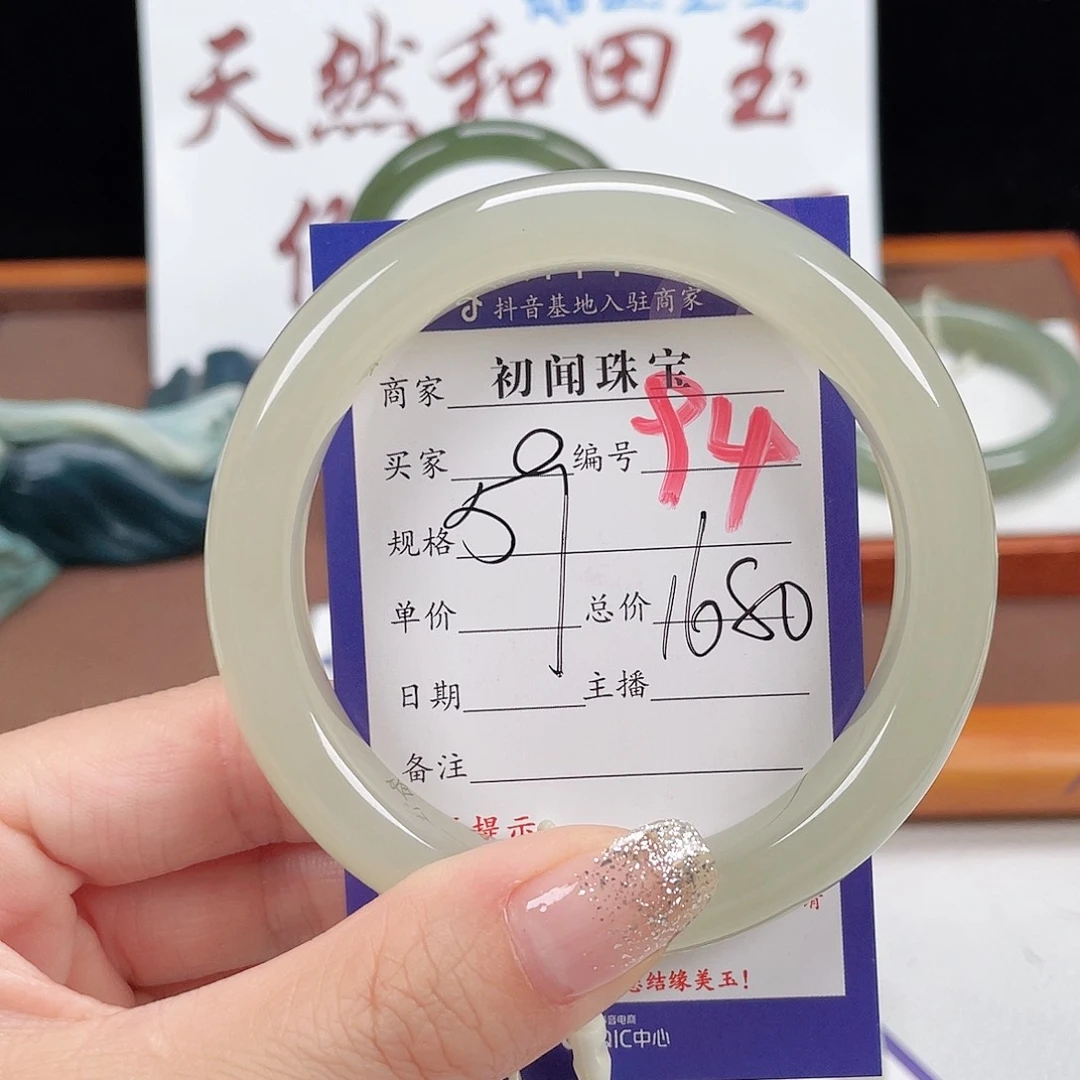 天然和田玉
抖音基地入驻商家
商家 初闻珠宝
买家 编号 84
规格 59
单价 总价 1680
日期 主播
备注
提示
结缘美玉!
QIC中心